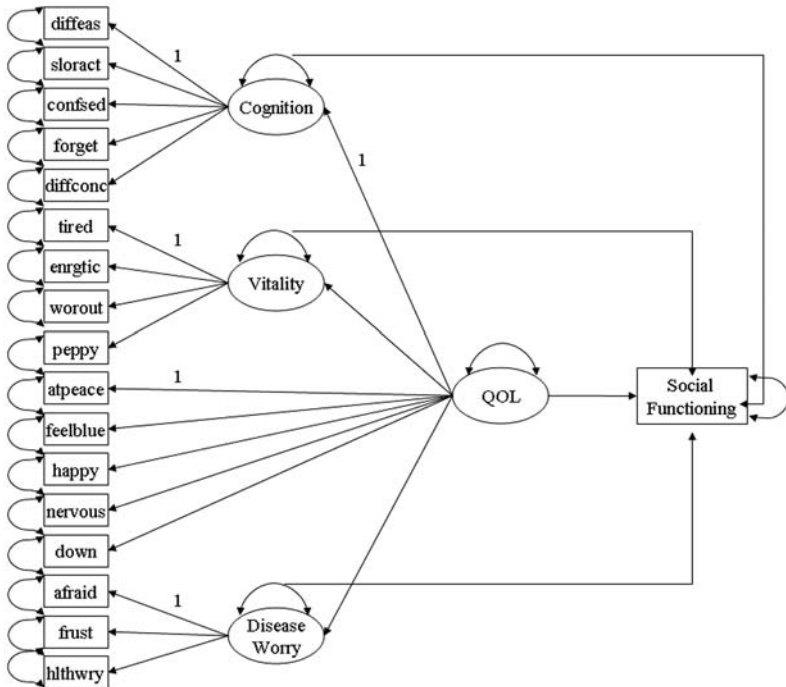 diffeas
sloract
confsed
forget
diffconc
tired
enrgtic
worout
peppy
atpeace
feelblue
happy
nervous
down
afraid
frust
hlthwry
1
1
1
1
1
Cognition
Vitality
Disease
Worry
QOL
Social
Functioning